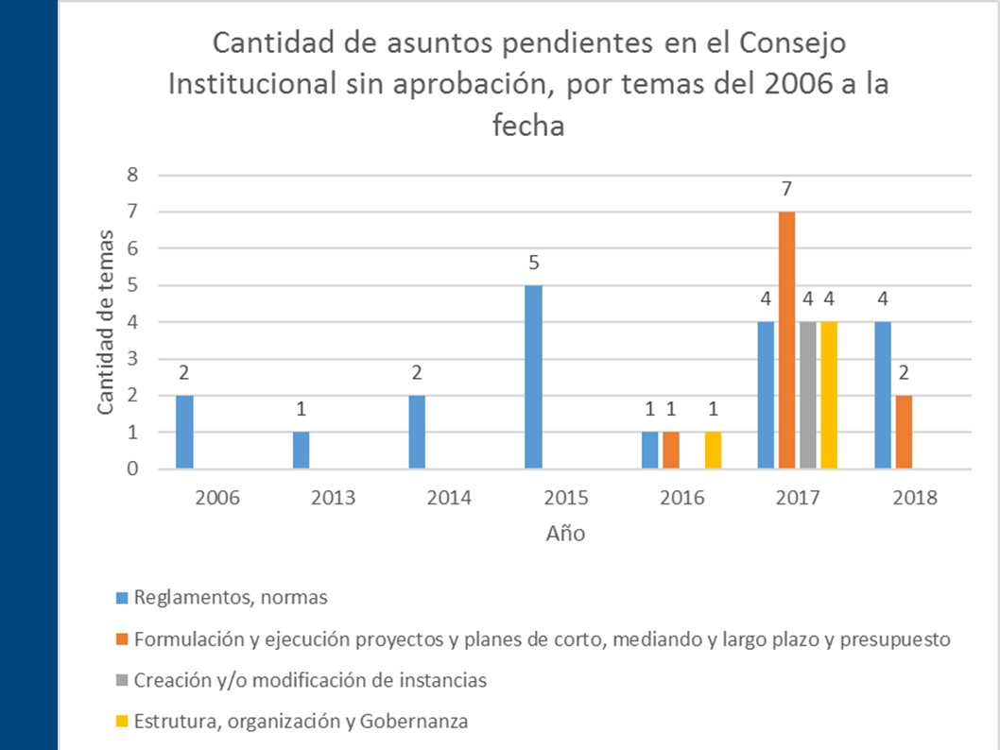 Cantidad de asuntos pendientes en el Consejo
Institucional sin aprobación, por temas del 2006 a la
fecha
Cantidad de temas
8
7
6
5
4
3
2
1
0
2
1
2
5
1 1 1
4 7 4 4
4 2
2006 2013 2014 2015 2016 2017 2018
Año
Reglamentos, normas
Formulación y ejecución proyectos y planes de corto, mediando y largo plazo y presupuesto
Creación y/o modificación de instancias
Estrutura, organización y Gobernanza